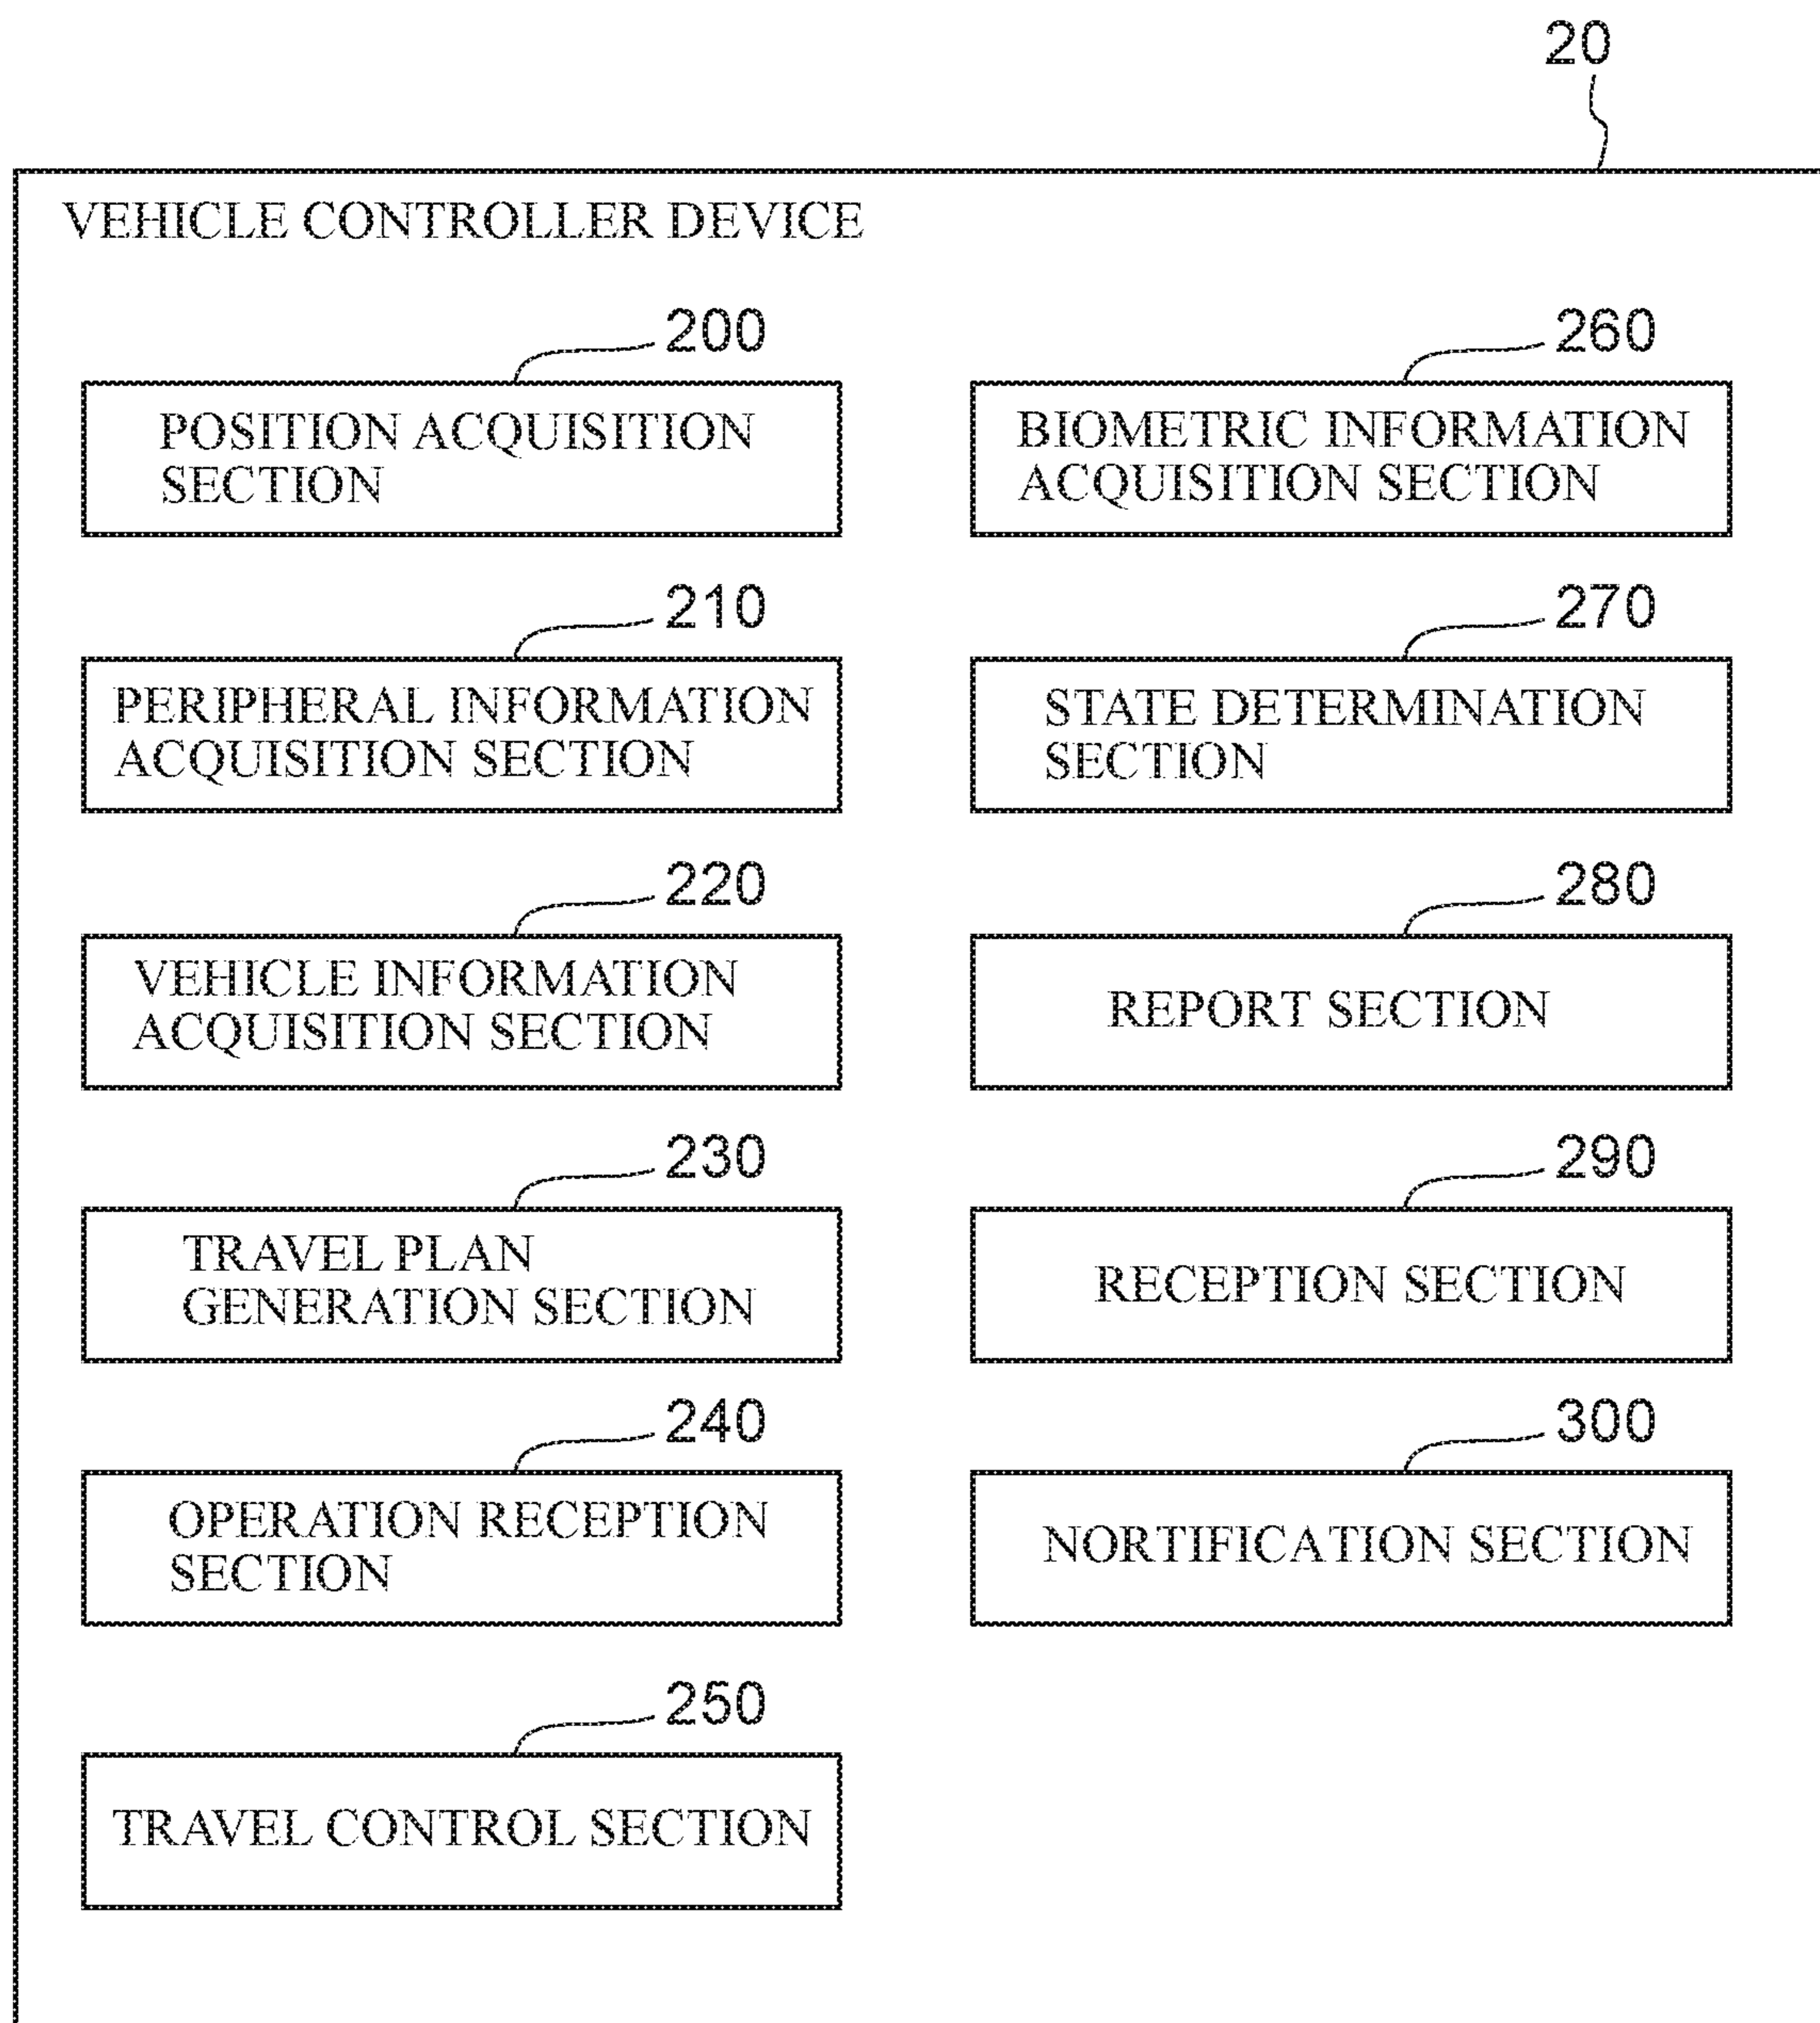 20
VEHICLE CONTROLLER DEVICE
200
POSITION ACQUISITION
SECTION
210
PERIPHERAL INFORMATION
ACQUISITION SECTION
220
VEHICLE INFORMATION
ACQUISITION SECTION
230
TRAVEL PLAN
GENERATION SECTION
240
OPERATION RECEPTION
SECTION
250
TRAVEL CONTROL SECTION
260
BIOMETRIC INFORMATION
ACQUISITION SECTION
270
STATE DETERMINATION
SECTION
280
REPORT SECTION
290
RECEPTION SECTION
300
NORTIFICATION SECTION